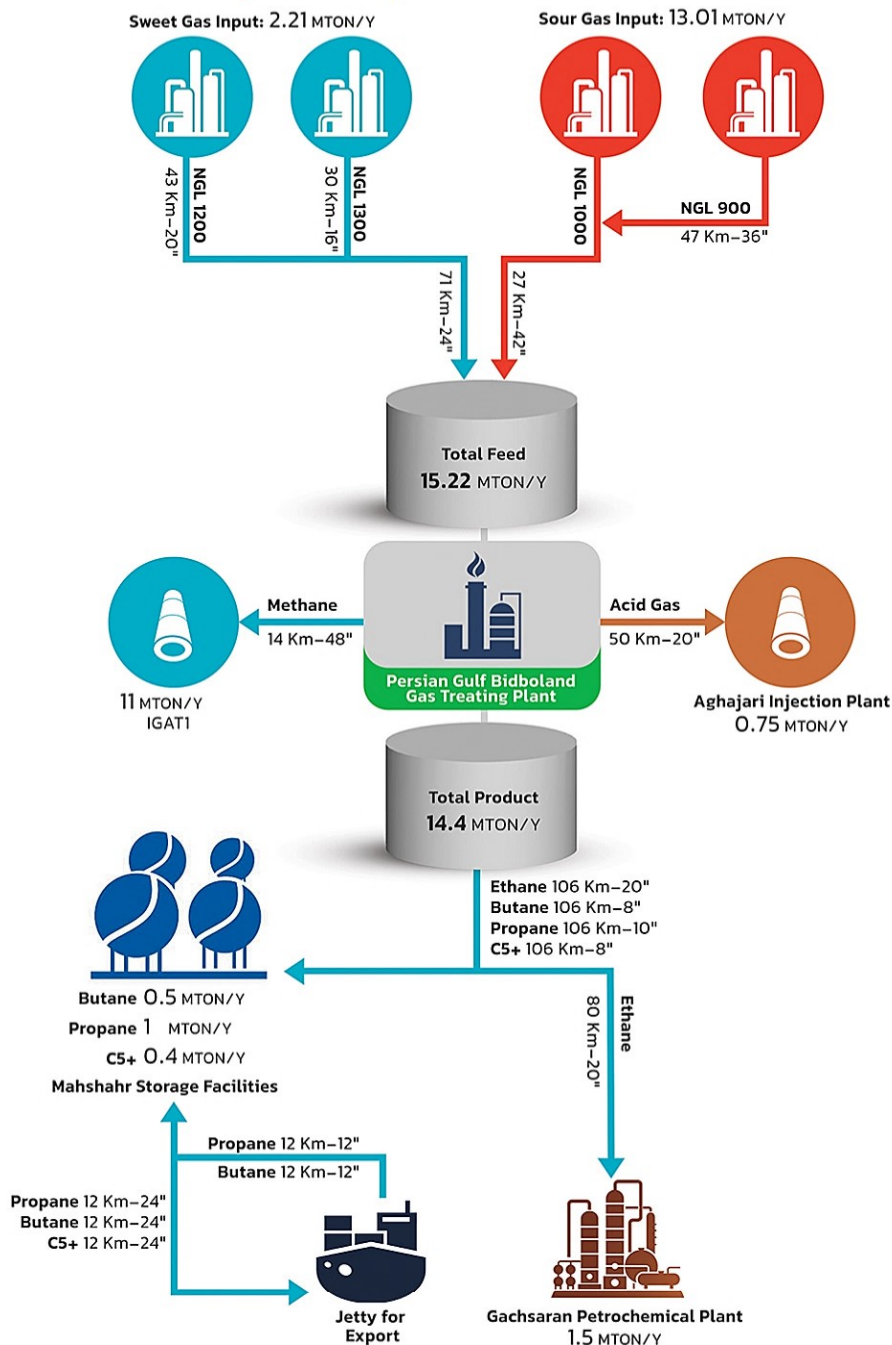 Sweet Gas Input: 2.21 MTON/Y
Sour Gas Input: 13.01 MTON/Y
NGL 1200
43 Km–20"
NGL 1300
30 Km–16"
NGL 1000
NGL 900
47 Km–36"
71 Km–24"
27 Km–42"
Total Feed
15.22 MTON/Y
Methane
14 Km–48"
Acid Gas
50 Km–20"
Persian Gulf Bidboland
Gas Treating Plant
11 MTON/Y
IGAT1
Aghajari Injection Plant
0.75 MTON/Y
Total Product
14.4 MTON/Y
Ethane 106 Km–20"
Butane 106 Km–8"
Propane 106 Km–10"
C5+ 106 Km–8"
Butane 0.5 MTON/Y
Propane 1 MTON/Y
C5+ 0.4 MTON/Y
Mahshahr Storage Facilities
Ethane
80 Km–20"
Propane 12 Km–12"
Butane 12 Km–12"
Propane 12 Km–24"
Butane 12 Km–24"
C5+ 12 Km–24"
Jetty for
Export
Gachsaran Petrochemical Plant
1.5 MTON/Y